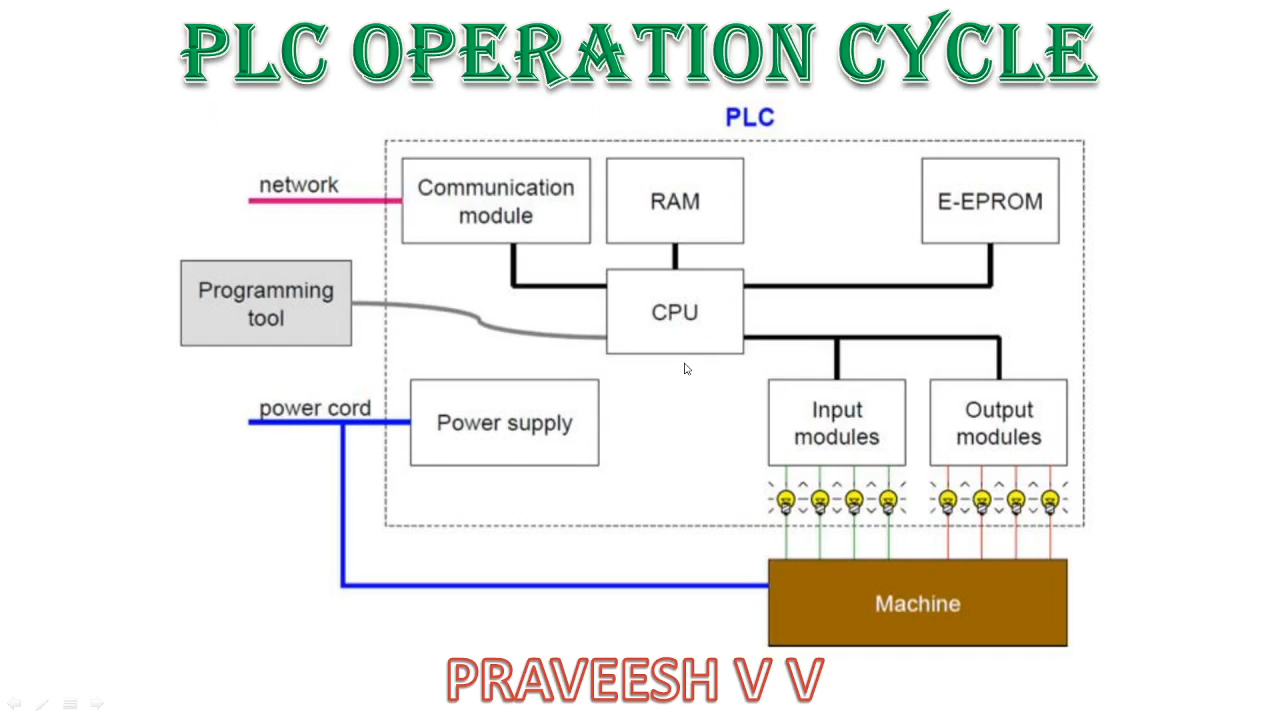 PLC OPERATION CYCLE
PLC
network
Communication
module
RAM
E-EPROM
Programming
tool
CPU
power cord
Power supply
Input
modules
Output
modules
Machine
PRAVEESH V V